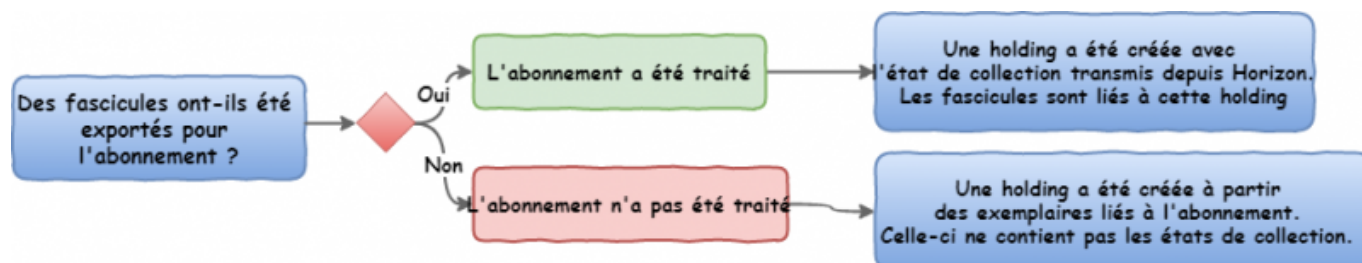 Des fascicules ont-ils été
exportés pour
l'abonnement ?
Oui
L'abonnement a été traité
Une holding a été créée avec
l'état de collection transmis depuis Horizon.
Les fascicules sont liés à cette holding
Non
L'abonnement n'a pas été traité
Une holding a été créée à partir
des exemplaires liés à l'abonnement.
Celle-ci ne contient pas les états de collection.